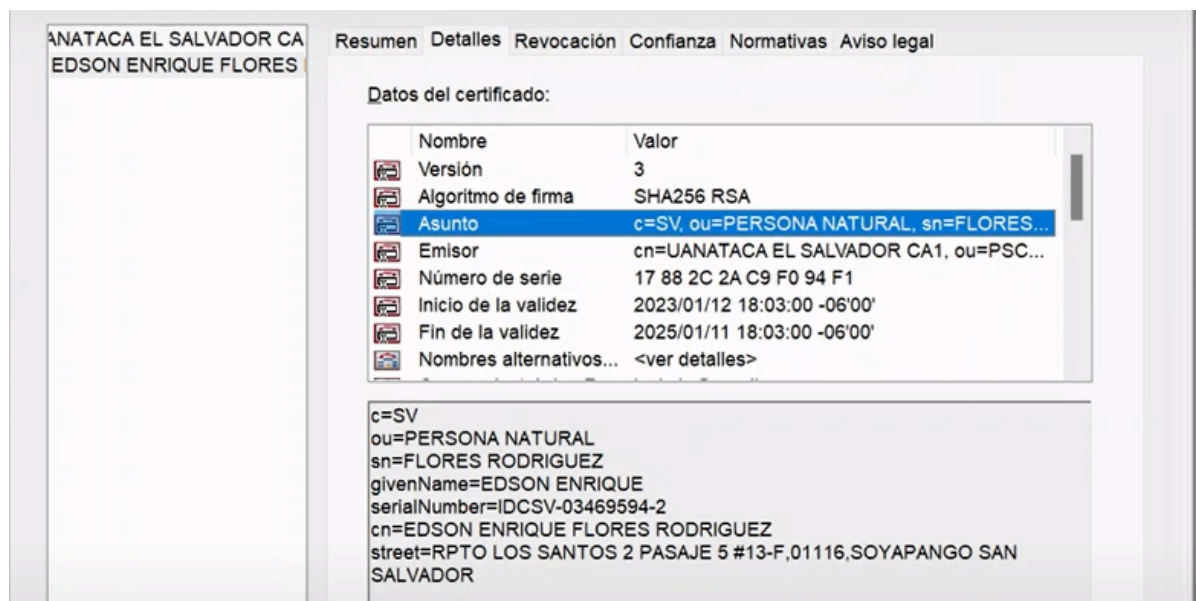 ANATACA EL SALVADOR CA
EDSON ENRIQUE FLORES
Resumen Detalles Revocación Confianza Normativas Aviso legal
Datos del certificado:
Nombre Valor
Versión 3
Algoritmo de firma SHA256 RSA
Asunto c=SV, ou=PERSONA NATURAL, sn=FLORES...
Emisor cn=UANATACA EL SALVADOR CA1, ou=PSC...
Número de serie 17 88 2C 2A C9 F0 94 F1
Inicio de la validez 2023/01/12 18:03:00 -06'00'
Fin de la validez 2025/01/11 18:03:00 -06'00'
Nombres alternativos... <ver detalles>
c=SV
ou=PERSONA NATURAL
sn=FLORES RODRIGUEZ
givenName=EDSON ENRIQUE
serialNumber=IDCSV-03469594-2
cn=EDSON ENRIQUE FLORES RODRIGUEZ
street=RPTO LOS SANTOS 2 PASAJE 5 #13-F,01116,SOYAPANGO SAN
SALVADOR